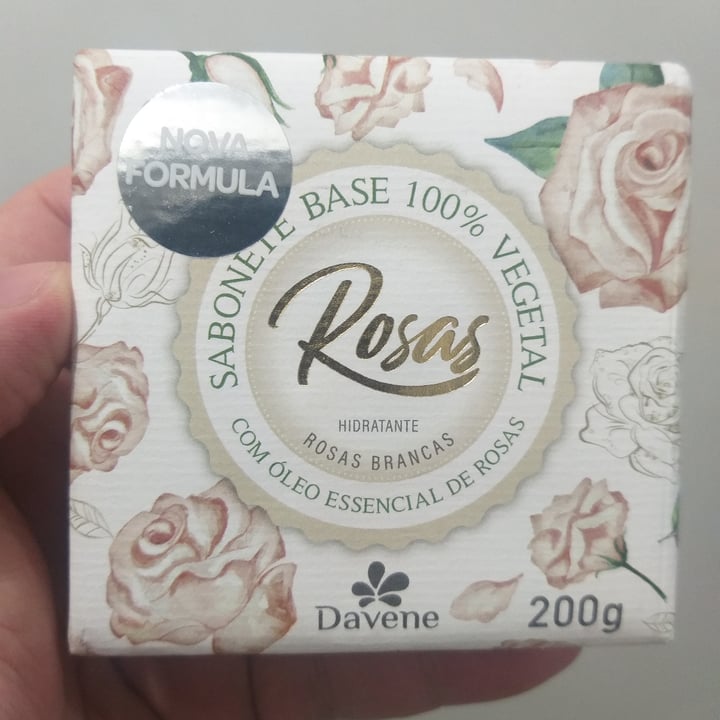 NOVA
FÓRMULA
SABONETE BASE 100% VEGETAL
Rosas
HIDRATANTE
ROSAS BRANCAS
COM ÓLEO ESSENCIAL DE ROSAS
Davene
200g